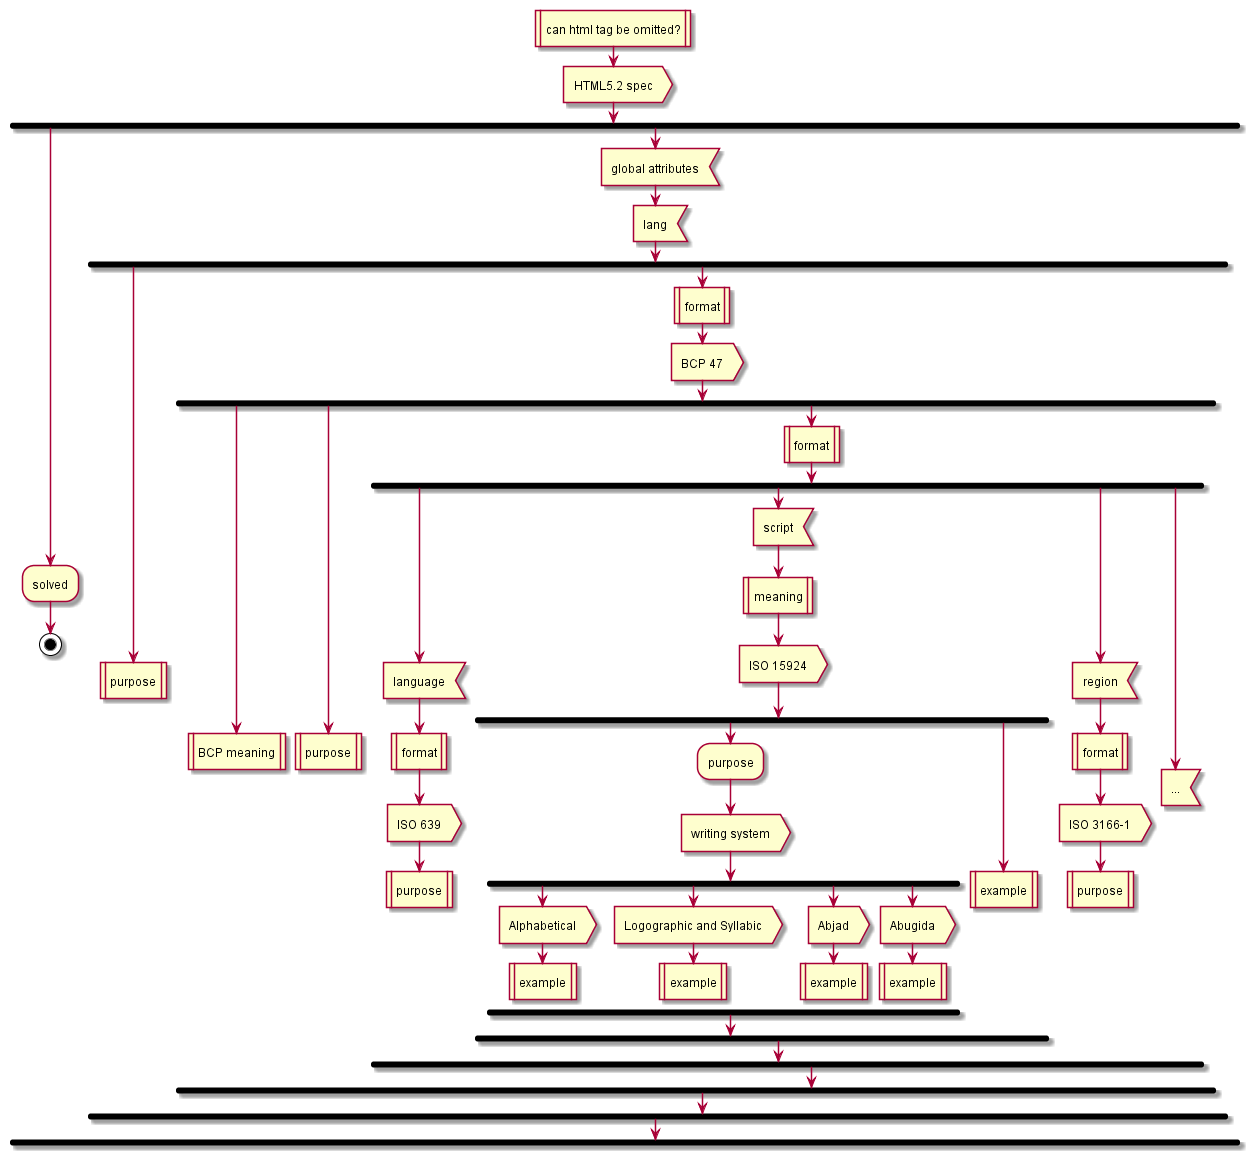 can html tag be omitted?
HTML5.2 spec
global attributes
lang
format
BCP 47
format
script
solved
meaning
ISO 15924
purpose
language
region
BCP meaning
purpose
format
purpose
format
...
ISO 639
writing system
ISO 3166-1
purpose
example
purpose
Alphabetical
Logographic and Syllabic
Abjad
Abugida
example
example
example
example